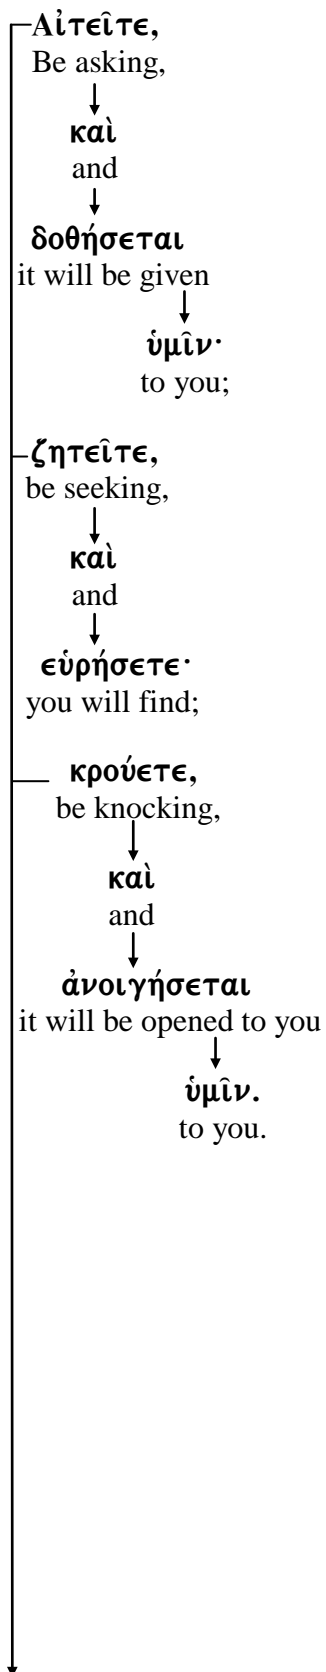 Αἰτεῖτε,
Be asking,
καὶ
and
δοθήσεται
it will be given
ὑμῖν·
to you;
ζητεῖτε,
be seeking,
καὶ
and
εὑρήσετε·
you will find;
κρούετε,
be knocking,
καὶ
and
ἀνοιγήσεται
it will be opened to you
ὑμῖν.
to you.